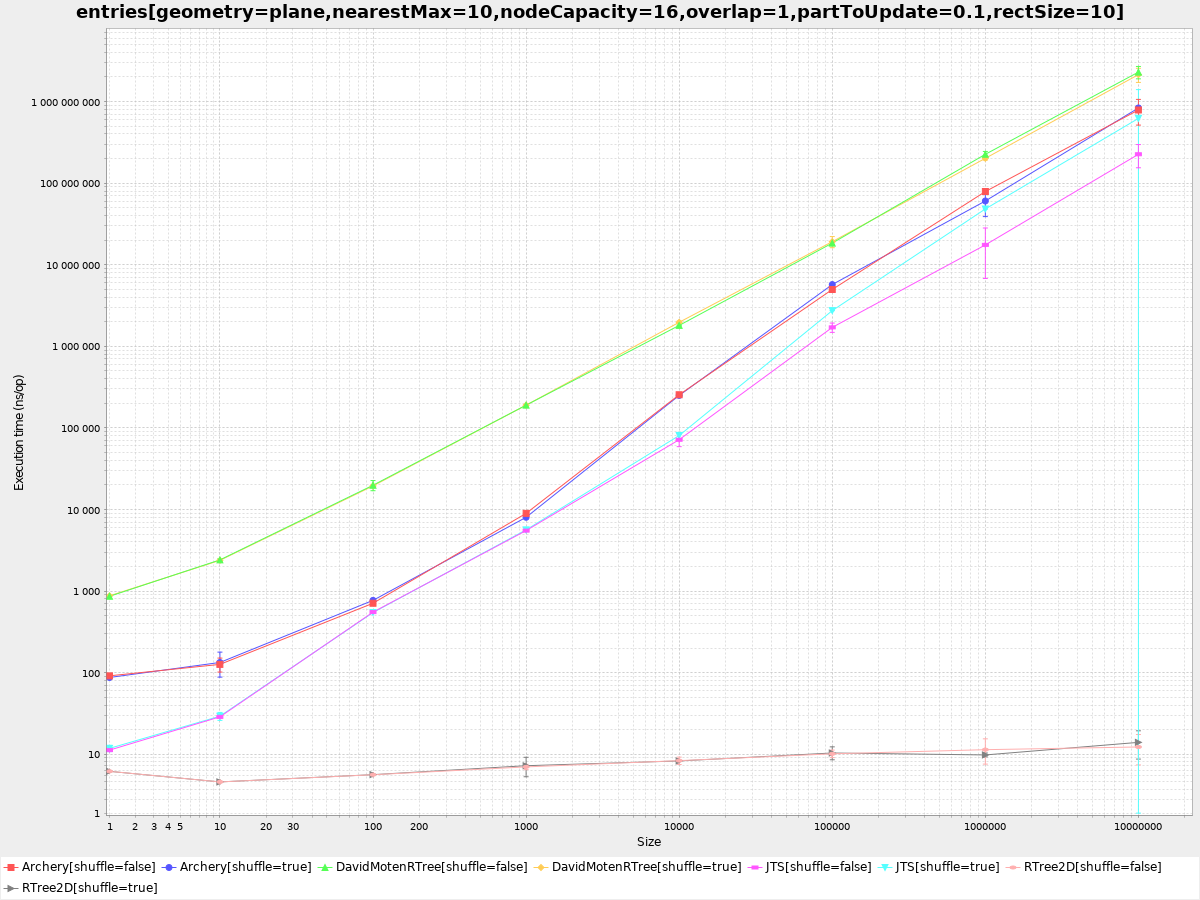 entries[geometry=plane,nearestMax=10,nodeCapacity=16,overlap=1,partToUpdate=0.1,rectSize=10]
Execution time (ns/op)
1 000 000 000
100 000 000
10 000 000
1 000 000
100 000
10 000
1 000
100
10
1
1 2 3 4 5 10 20 30 100 200 1000 10000 100000 1000000 10000000
Size
Archery[shuffle=false] Archery[shuffle=true] DavidMotenRTree[shuffle=false] DavidMotenRTree[shuffle=true] JTS[shuffle=false] JTS[shuffle=true] RTree2D[shuffle=false]
RTree2D[shuffle=true]